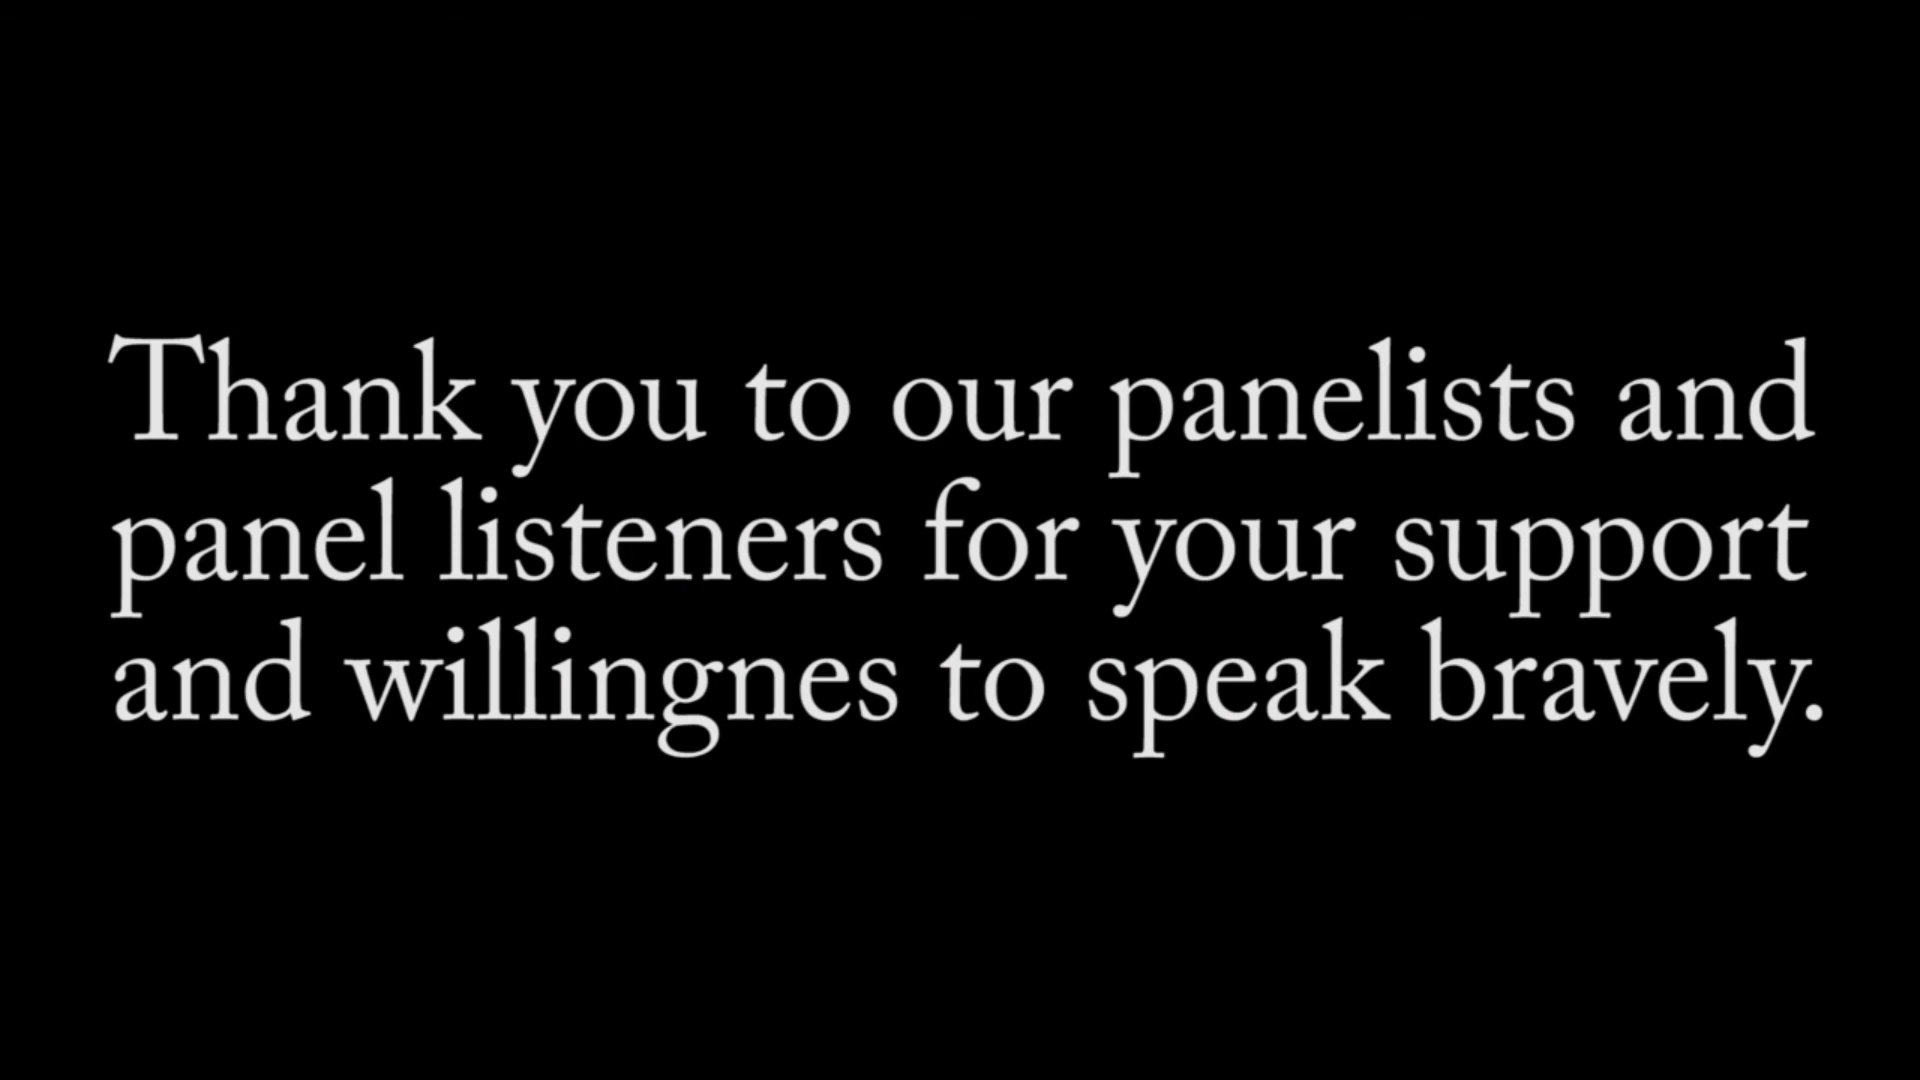 Thank you to our panelists and
panel listeners for your support
and willingnes to speak bravely.